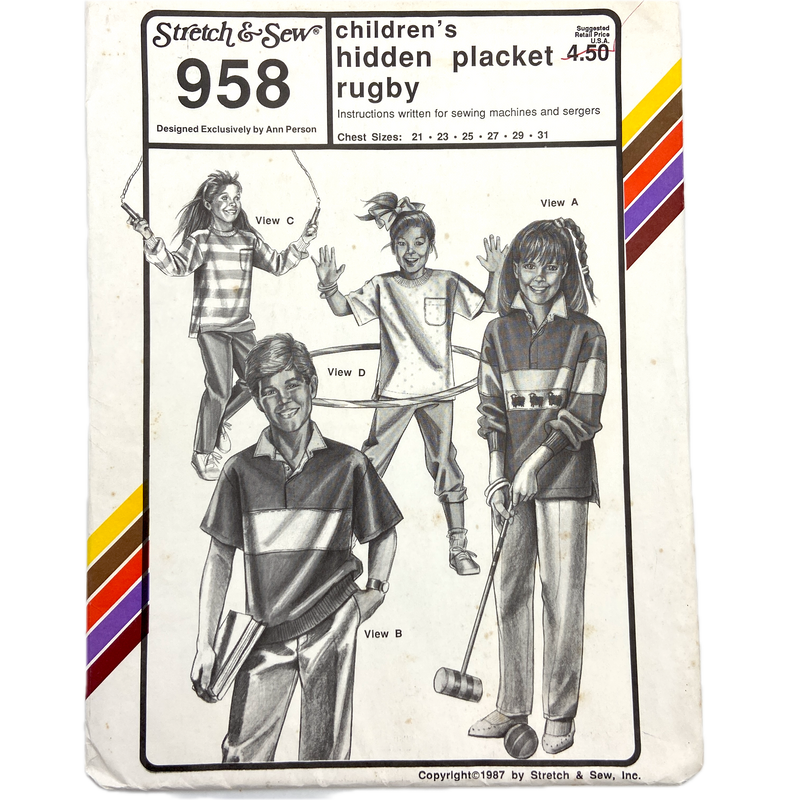 Stretch & Sew®
958
Designed Exclusively by Ann Person
children's
hidden placket
rugby
Suggested
Retail Price
U.S.A.
4.50
Instructions written for sewing machines and sergers
Chest Sizes: 21 • 23 • 25 • 27 • 29 • 31
View C
View A
View D
View B
Copyright©1987 by Stretch & Sew, Inc.